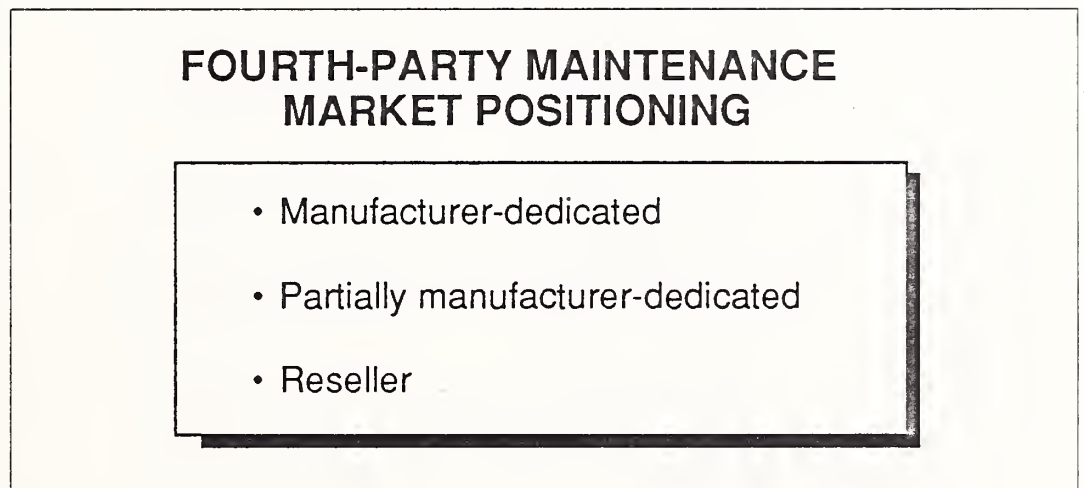 FOURTH-PARTY MAINTENANCE
MARKET POSITIONING
• Manufacturer-dedicated
• Partially manufacturer-dedicated
• Reseller